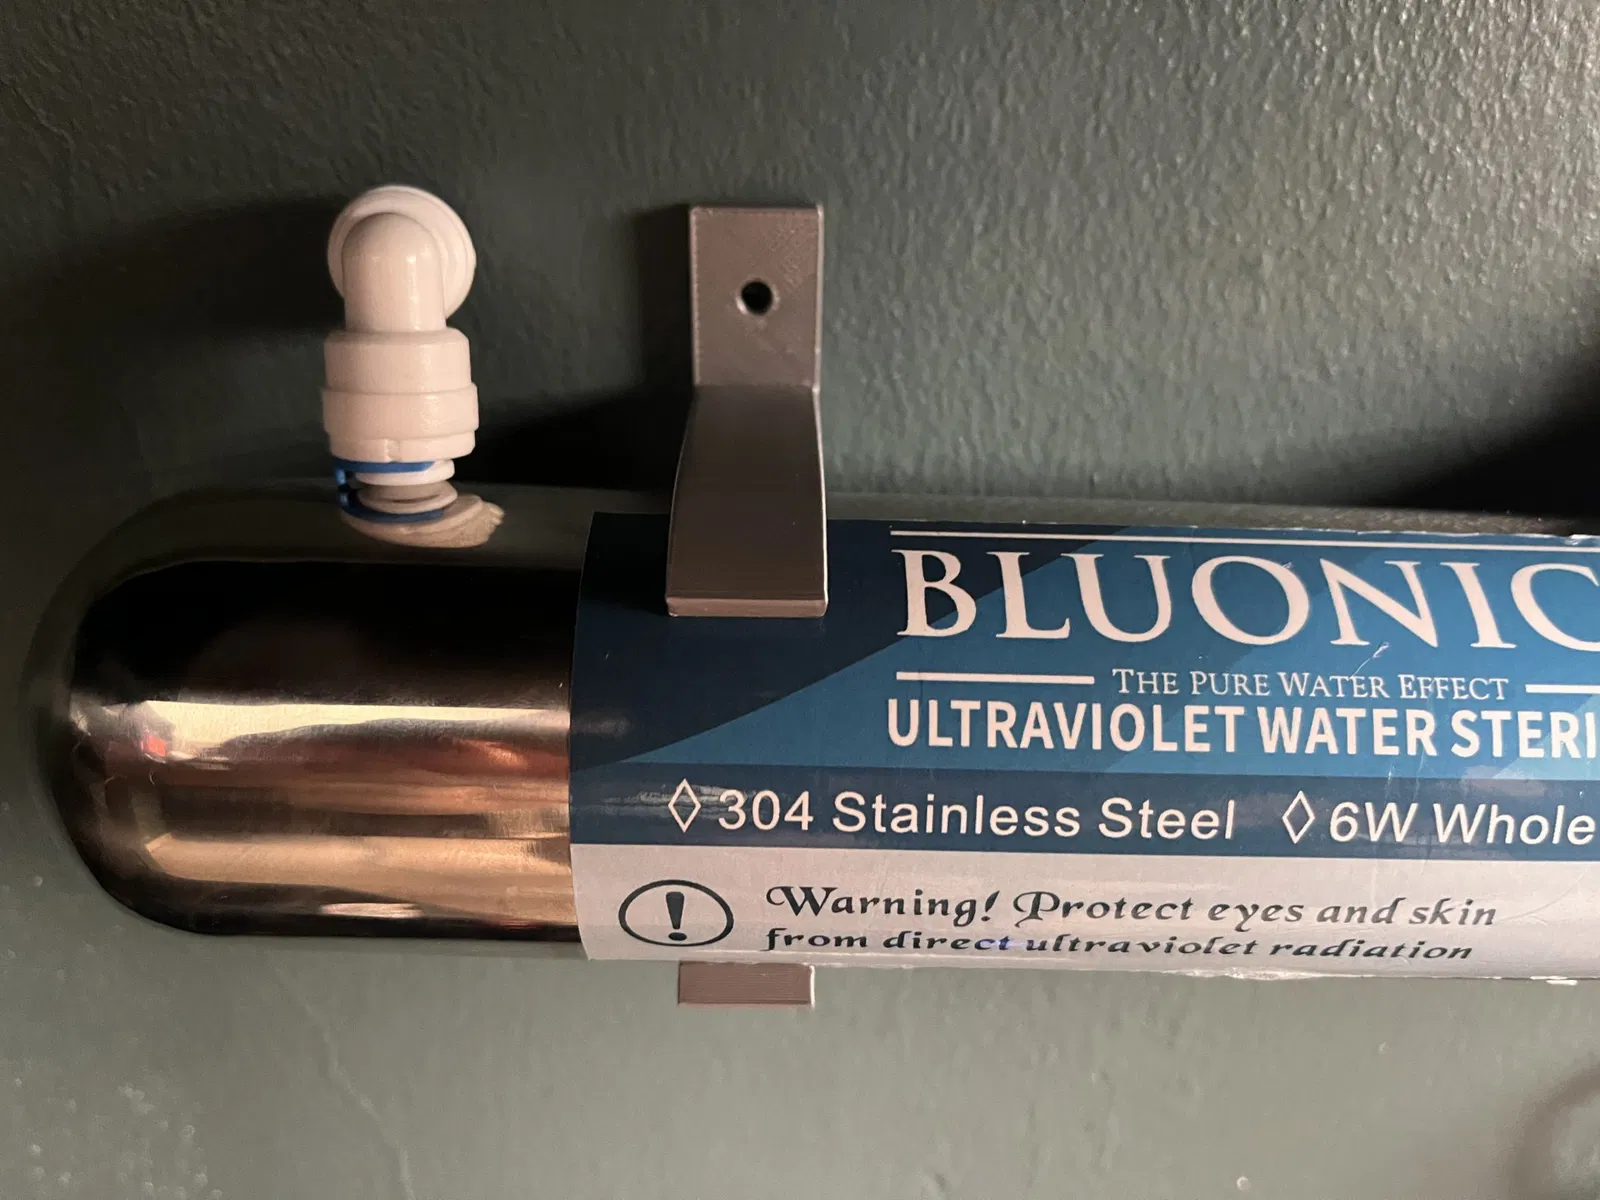 BLUONIC
THE PURE WATER EFFECT
ULTRAVIOLET WATER STERI
◊ 304 Stainless Steel ◊ 6W Whole
! Warning! Protect eyes and skin
from direct ultraviolet radiation